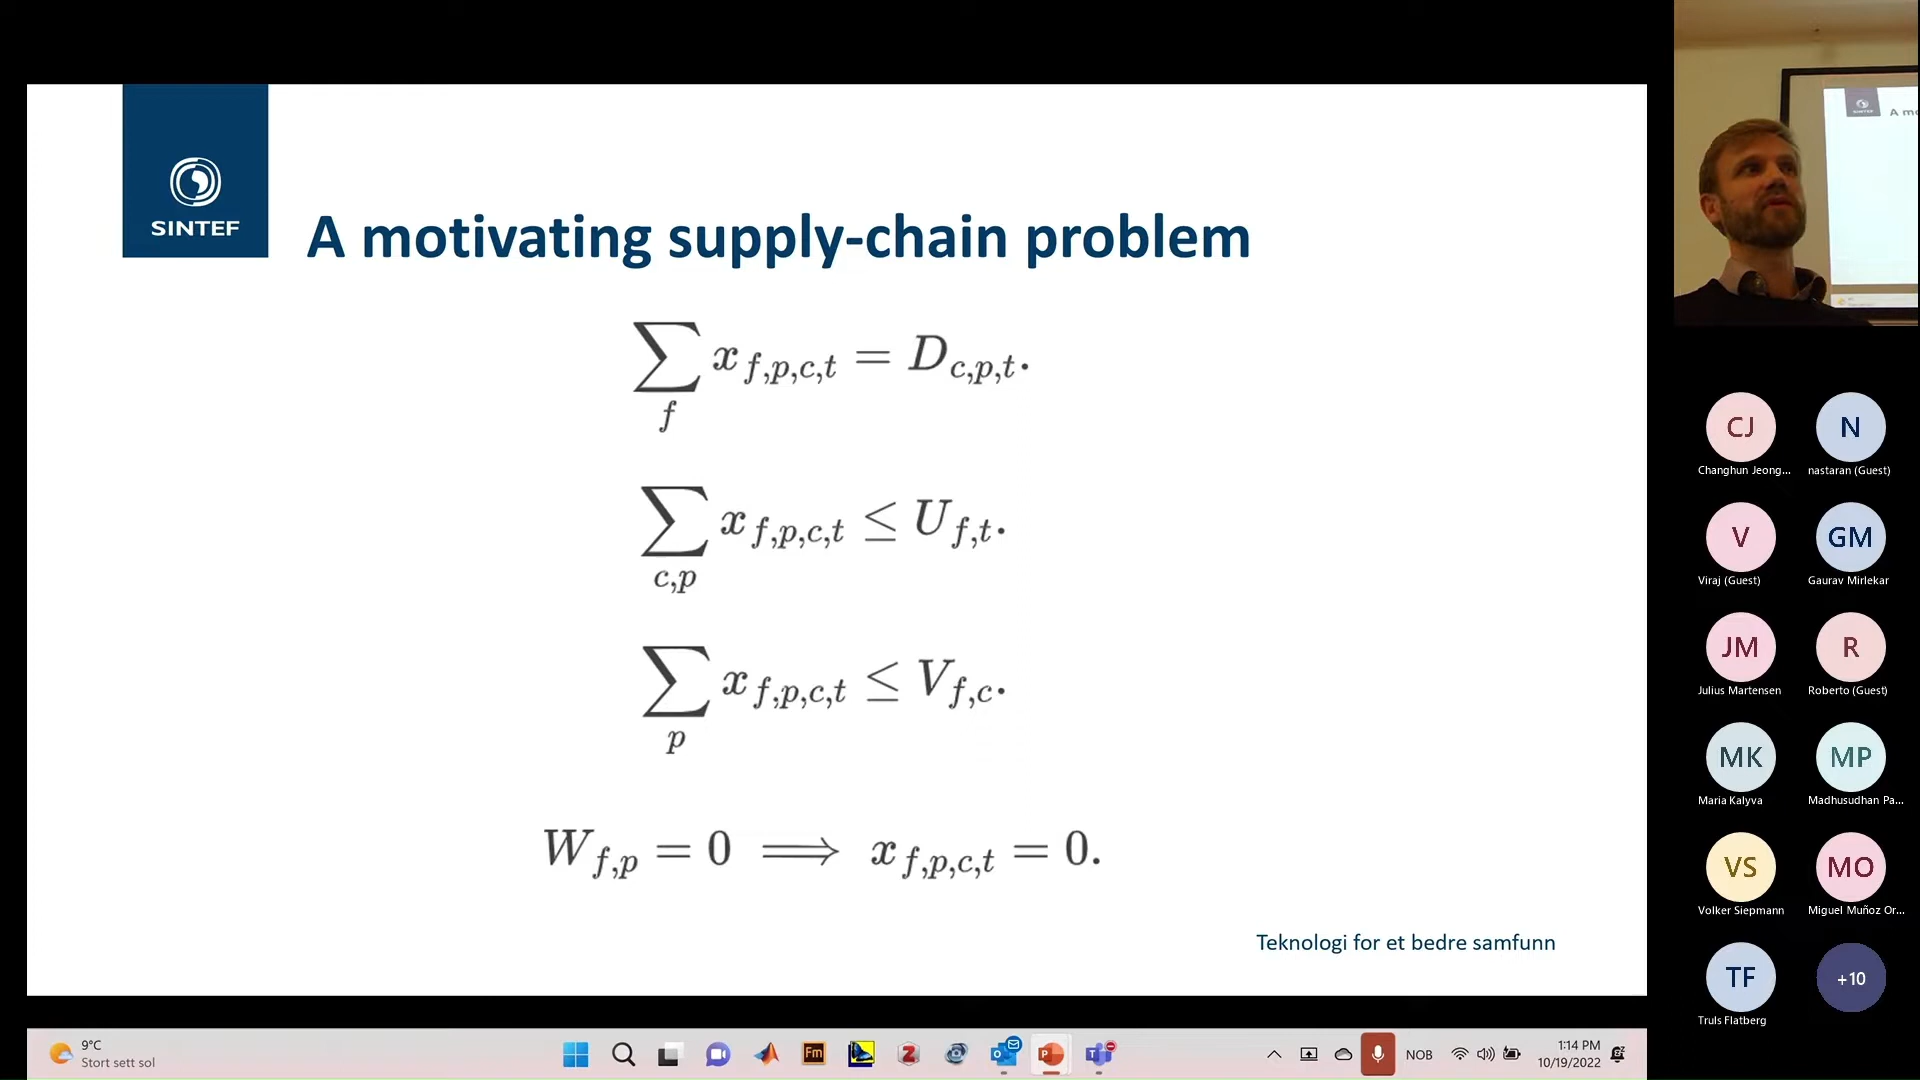 SINTEF
A motivating supply-chain problem
∑_f x_{f,p,c,t} = D_{c,p,t}.
∑_{c,p} x_{f,p,c,t} ≤ U_{f,t}.
∑_p x_{f,p,c,t} ≤ V_{f,c}.
W_{f,p} = 0 ⟹ x_{f,p,c,t} = 0.
Teknologi for et bedre samfunn
CJ
Changhun Jeong...
N
nastaran (Guest)
V
Viraj (Guest)
GM
Gaurav Mirlekar
JM
Julius Martensen
R
Roberto (Guest)
MK
Maria Kalyva
MP
Madhusudhan Pa...
VS
Volker Siepmann
MO
Miguel Muñoz Or...
TF
Truls Flatberg
+10
9°C
Stort sett sol
Fm
Z
NOB
1:14 PM
10/19/2022